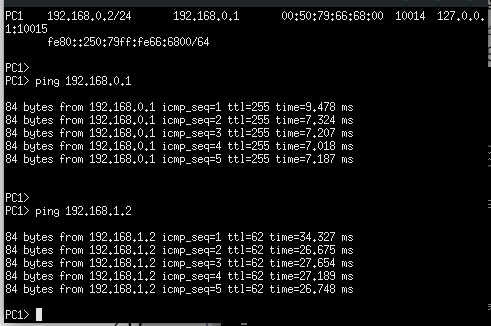 PC1    192.168.0.2/24       192.168.0.1       00:50:79:66:68:00  10014  127.0.0.
1:10015
       fe80::250:79ff:fe66:6800/64
PC1>
PC1> ping 192.168.0.1
84 bytes from 192.168.0.1 icmp_seq=1 ttl=255 time=9.478 ms
84 bytes from 192.168.0.1 icmp_seq=2 ttl=255 time=7.324 ms
84 bytes from 192.168.0.1 icmp_seq=3 ttl=255 time=7.207 ms
84 bytes from 192.168.0.1 icmp_seq=4 ttl=255 time=7.018 ms
84 bytes from 192.168.0.1 icmp_seq=5 ttl=255 time=7.187 ms
PC1>
PC1> ping 192.168.1.2
84 bytes from 192.168.1.2 icmp_seq=1 ttl=62 time=34.327 ms
84 bytes from 192.168.1.2 icmp_seq=2 ttl=62 time=26.675 ms
84 bytes from 192.168.1.2 icmp_seq=3 ttl=62 time=27.654 ms
84 bytes from 192.168.1.2 icmp_seq=4 ttl=62 time=27.189 ms
84 bytes from 192.168.1.2 icmp_seq=5 ttl=62 time=26.748 ms
PC1>